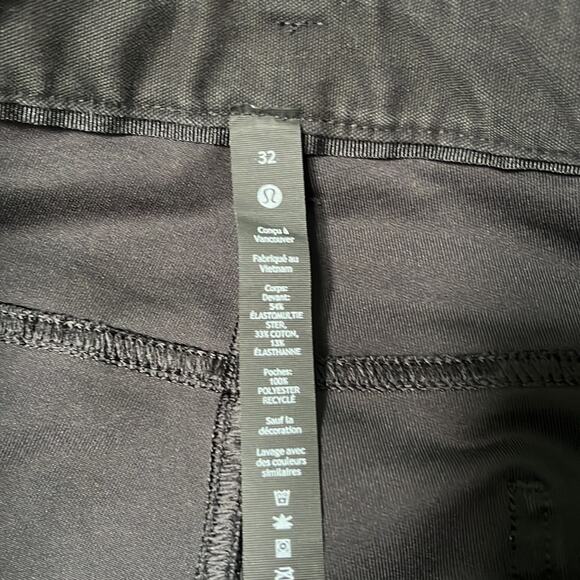 32
Conçu à
Vancouver
Fabriqué au
Vietnam
Corps:
Devant:
54%
ÉLASTOMULTIE
STER,
33% COTON,
13%
ÉLASTHANNE
Poches:
100%
POLYESTER
RECYCLÉ
Sauf la
décoration
Lavage avec
des couleurs
similaires